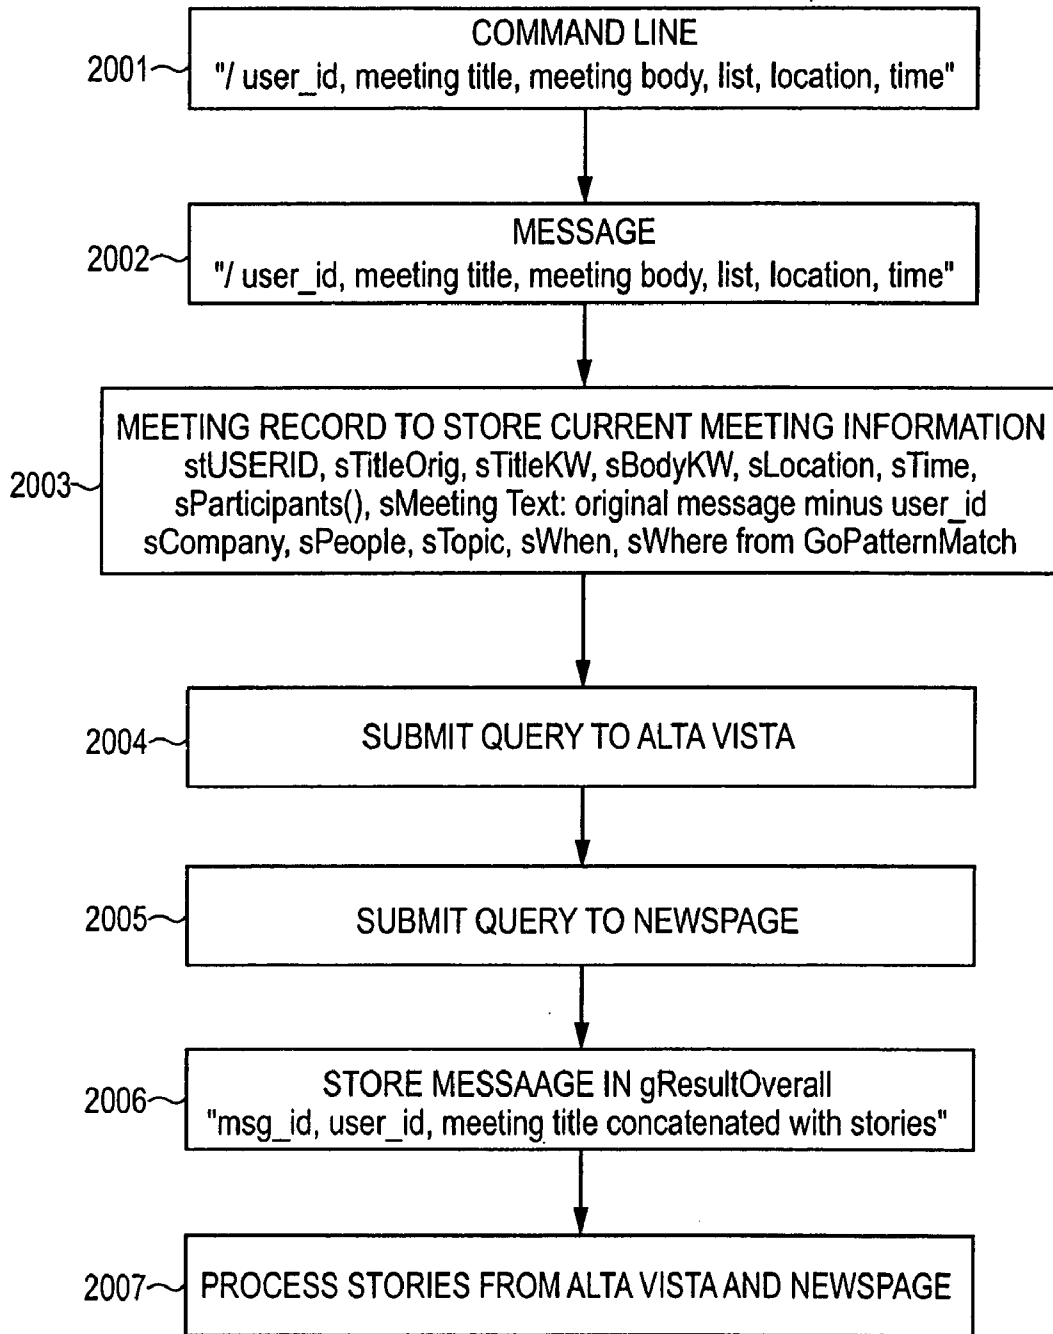 COMMAND LINE
2001
"/ user_id, meeting title, meeting body, list, location, time"
MESSAGE
2002
"/ user_id, meeting title, meeting body, list, location, time"
MEETING RECORD TO STORE CURRENT MEETING INFORMATION
stUSERID, sTitleOrig, sTitleKW, sBodyKW, sLocation, sTime,
2003
sParticipants(), sMeeting Text: original message minus user_id
sCompany, sPeople, sTopic, sWhen, sWhere from GoPatternMatch
2004
SUBMIT QUERY TO ALTA VISTA
2005
SUBMIT QUERY TO NEWSPAGE
STORE MESSAAGE IN gResultOverall
2006
"msg_id, user_id, meeting title concatenated with stories"
2007
PROCESS STORIES FROM ALTA VISTA AND NEWSPAGE